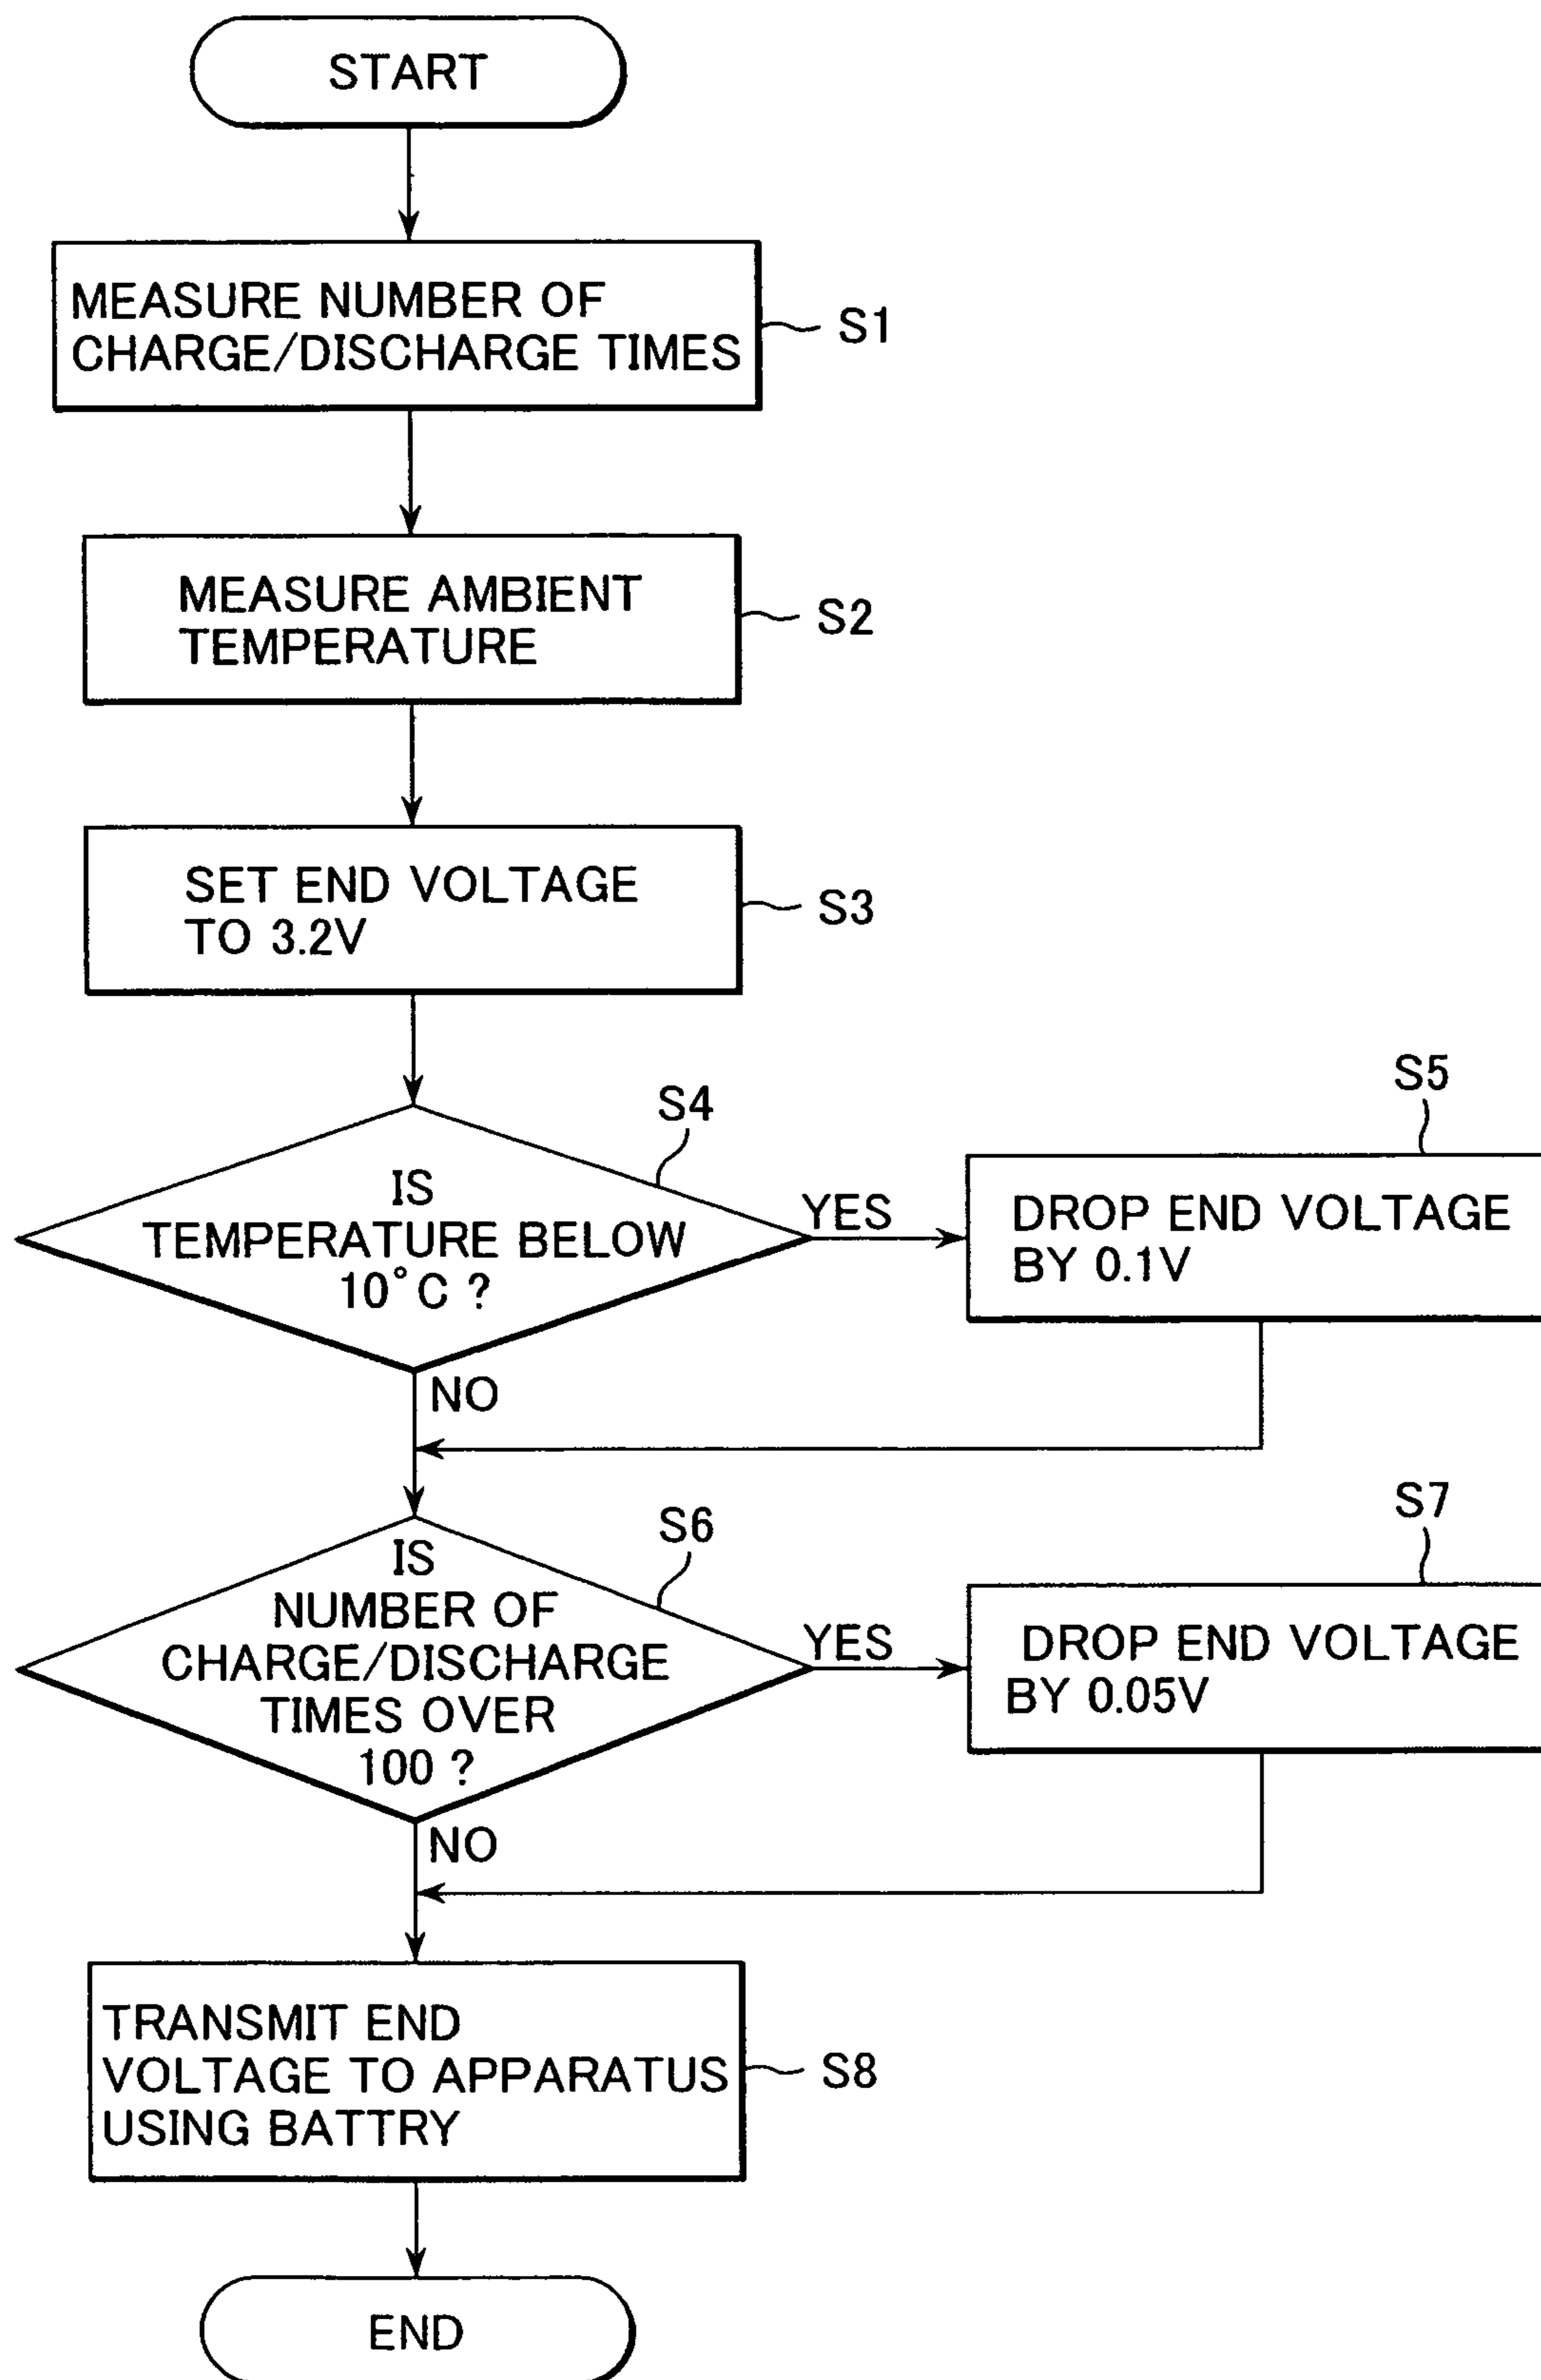 START
MEASURE NUMBER OF
CHARGE/DISCHARGE TIMES
S1
MEASURE AMBIENT
TEMPERATURE
S2
SET END VOLTAGE
TO 3.2V
S3
S4
IS
TEMPERATURE BELOW
10°C ?
YES
NO
S5
DROP END VOLTAGE
BY 0.1V
S6
IS
NUMBER OF
CHARGE/DISCHARGE
TIMES OVER
100 ?
YES
NO
S7
DROP END VOLTAGE
BY 0.05V
TRANSMIT END
VOLTAGE TO APPARATUS
USING BATTRY
S8
END